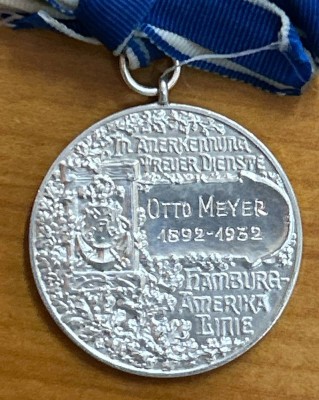 IN ANERKENNUNG
TREUER DIENSTE
OTTO MEYER
1892-1932
HAMBURG-
AMERIKA
LINIE